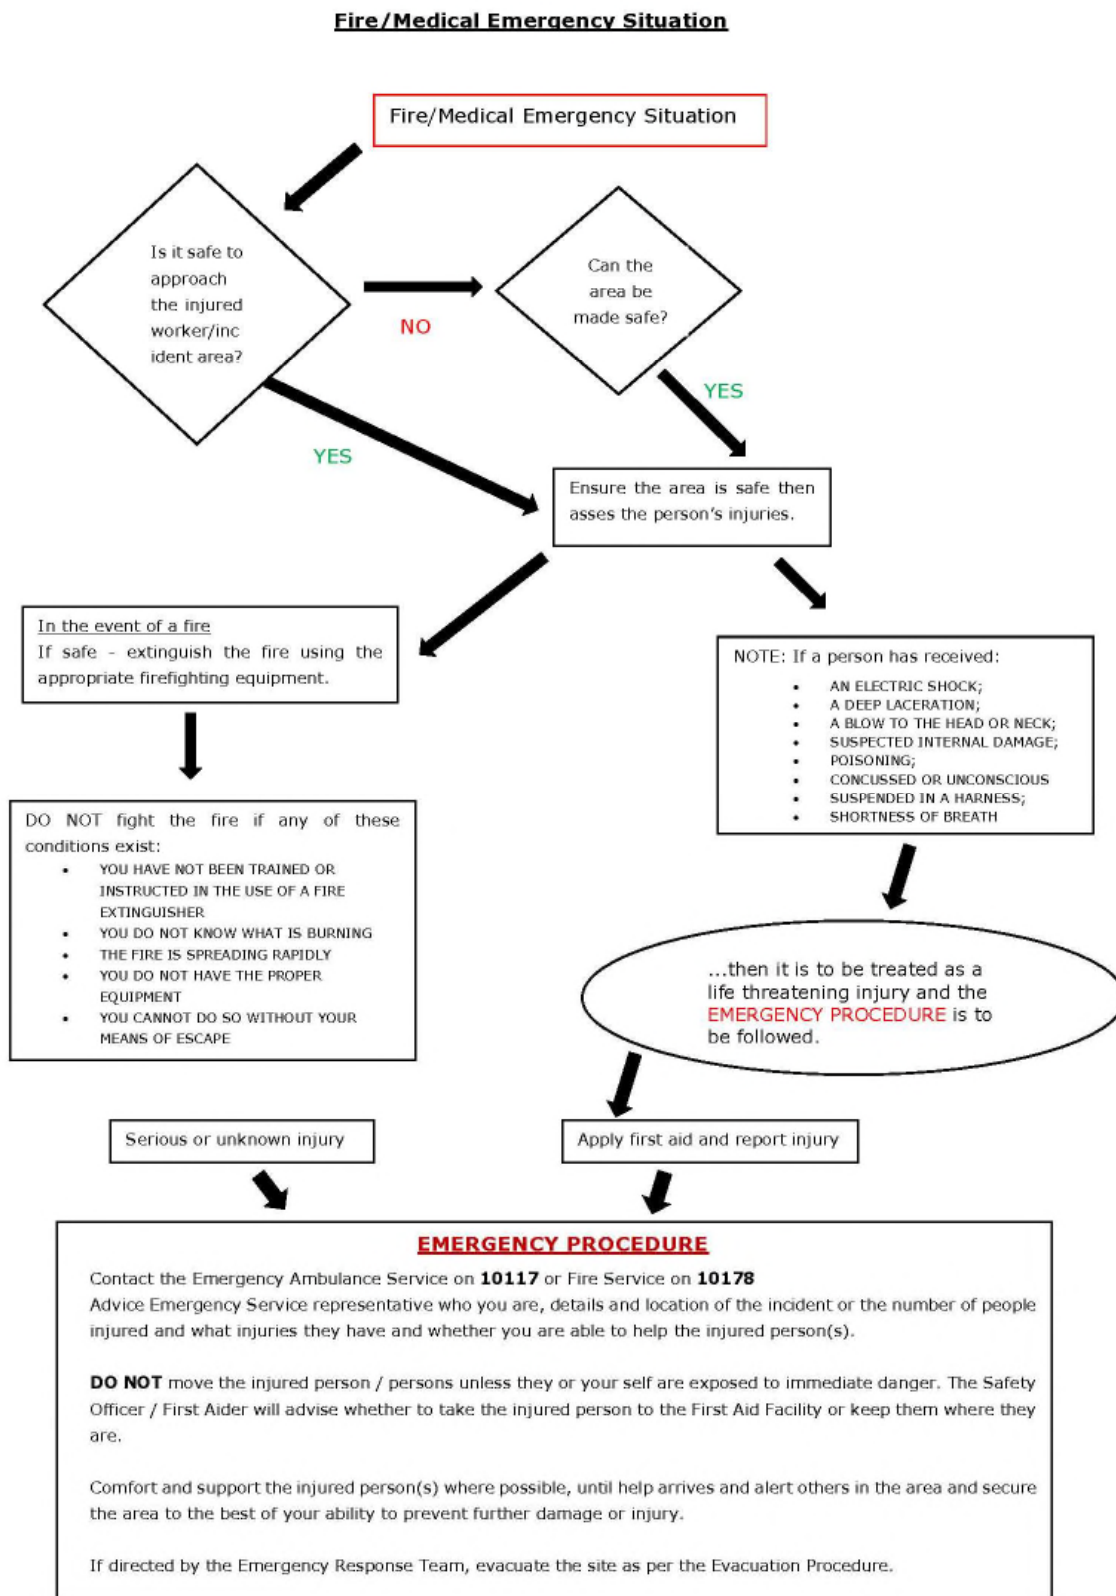 Fire/Medical Emergency Situation
Fire/Medical Emergency Situation
Is it safe to
approach
the injured
worker/inc
ident area?
NO
Can the
area be
made safe?
YES
YES
Ensure the area is safe then
asses the person's injuries.
In the event of a fire
If safe - extinguish the fire using the
appropriate firefighting equipment.
DO NOT fight the fire if any of these
conditions exist:
• YOU HAVE NOT BEEN TRAINED OR
INSTRUCTED IN THE USE OF A FIRE
EXTINGUISHER
• YOU DO NOT KNOW WHAT IS BURNING
• THE FIRE IS SPREADING RAPIDLY
• YOU DO NOT HAVE THE PROPER
EQUIPMENT
• YOU CANNOT DO SO WITHOUT YOUR
MEANS OF ESCAPE
NOTE: If a person has received:
• AN ELECTRIC SHOCK;
• A DEEP LACERATION;
• A BLOW TO THE HEAD OR NECK;
• SUSPECTED INTERNAL DAMAGE;
• POISONING;
• CONCUSSED OR UNCONSCIOUS
• SUSPENDED IN A HARNESS;
• SHORTNESS OF BREATH
...then it is to be treated as a
life threatening injury and the
EMERGENCY PROCEDURE is to
be followed.
Serious or unknown injury
Apply first aid and report injury
EMERGENCY PROCEDURE
Contact the Emergency Ambulance Service on 10117 or Fire Service on 10178
Advice Emergency Service representative who you are, details and location of the incident or the number of people
injured and what injuries they have and whether you are able to help the injured person(s).
DO NOT move the injured person / persons unless they or your self are exposed to immediate danger. The Safety
Officer / First Aider will advise whether to take the injured person to the First Aid Facility or keep them where they
are.
Comfort and support the injured person(s) where possible, until help arrives and alert others in the area and secure
the area to the best of your ability to prevent further damage or injury.
If directed by the Emergency Response Team, evacuate the site as per the Evacuation Procedure.